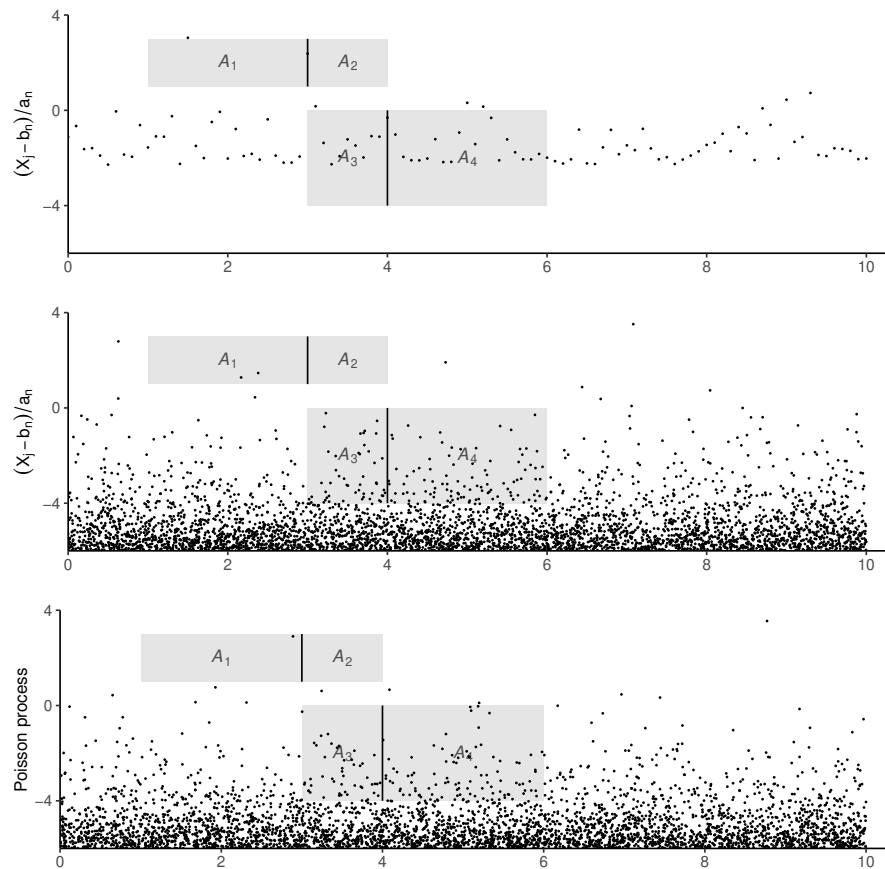 4
A₁
A₂
0
(Xⱼ − bₙ)/aₙ
A₃
A₄
−4
0 2 4 6 8 10
4
A₁
A₂
0
(Xⱼ − bₙ)/aₙ
A₃
A₄
−4
0 2 4 6 8 10
4
A₁
A₂
0
Poisson process
A₃
A₄
−4
0 2 4 6 8 10